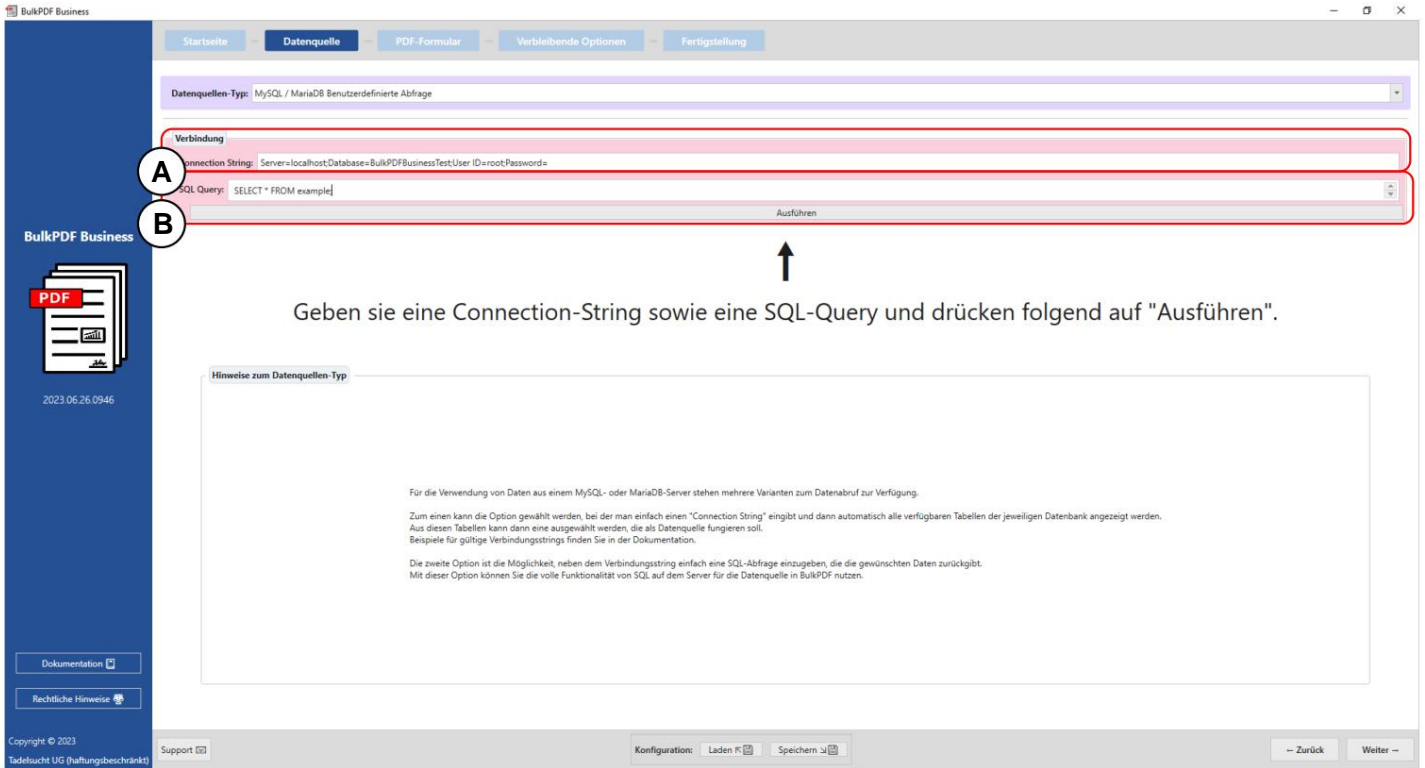 BulkPDF Business
Startseite – Datenquelle – PDF-Formular – Verbleibende Optionen – Fertigstellung
Datenquellen-Typ: MySQL / MariaDB Benutzerdefinierte Abfrage
Verbindung
A
Connection String: Server=localhost;Database=BulkPDFBusinessTest;User ID=root;Password=
SQL Query: SELECT * FROM example;
B
Ausführen
BulkPDF Business
PDF
2023.06.26.0946
Geben sie eine Connection-String sowie eine SQL-Query und drücken folgend auf "Ausführen".
Hinweise zum Datenquellen-Typ
Für die Verwendung von Daten aus einem MySQL- oder MariaDB-Server stehen mehrere Varianten zum Datenabruf zur Verfügung.
Zum einen kann die Option gewählt werden, bei der man einfach einen "Connection String" eingibt und dann automatisch alle verfügbaren Tabellen der jeweiligen Datenbank angezeigt werden.
Aus diesen Tabellen kann dann eine ausgewählt werden, die als Datenquelle fungieren soll.
Beispiele für gültige Verbindungsstrings finden Sie in der Dokumentation.
Die zweite Option ist die Möglichkeit, neben dem Verbindungsstring einfach eine SQL-Abfrage einzugeben, die die gewünschten Daten zurückgibt.
Mit dieser Option können Sie die volle Funktionalität von SQL auf dem Server für die Datenquelle in BulkPDF nutzen.
Dokumentation
Rechtliche Hinweise
Copyright © 2023
Tadelsucht UG (haftungsbeschränkt)
Support
Konfiguration: Laden Speichern
← Zurück Weiter →